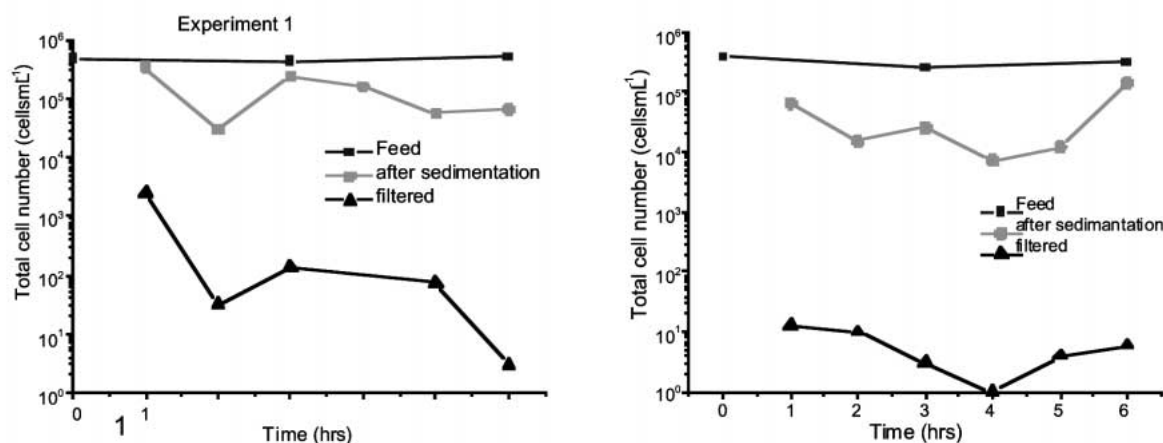 Experiment 1
Total cell number (cellsmL⁻¹)
10⁶
10⁵
10⁴
10³
10²
10¹
10⁰
Feed
after sedimentation
filtered
0 1
1
Time (hrs)
Total cell number (cellsmL⁻¹)
10⁶
10⁵
10⁴
10³
10²
10¹
10⁰
Feed
after sedimantation
filtered
0 1 2 3 4 5 6
Time (hrs)